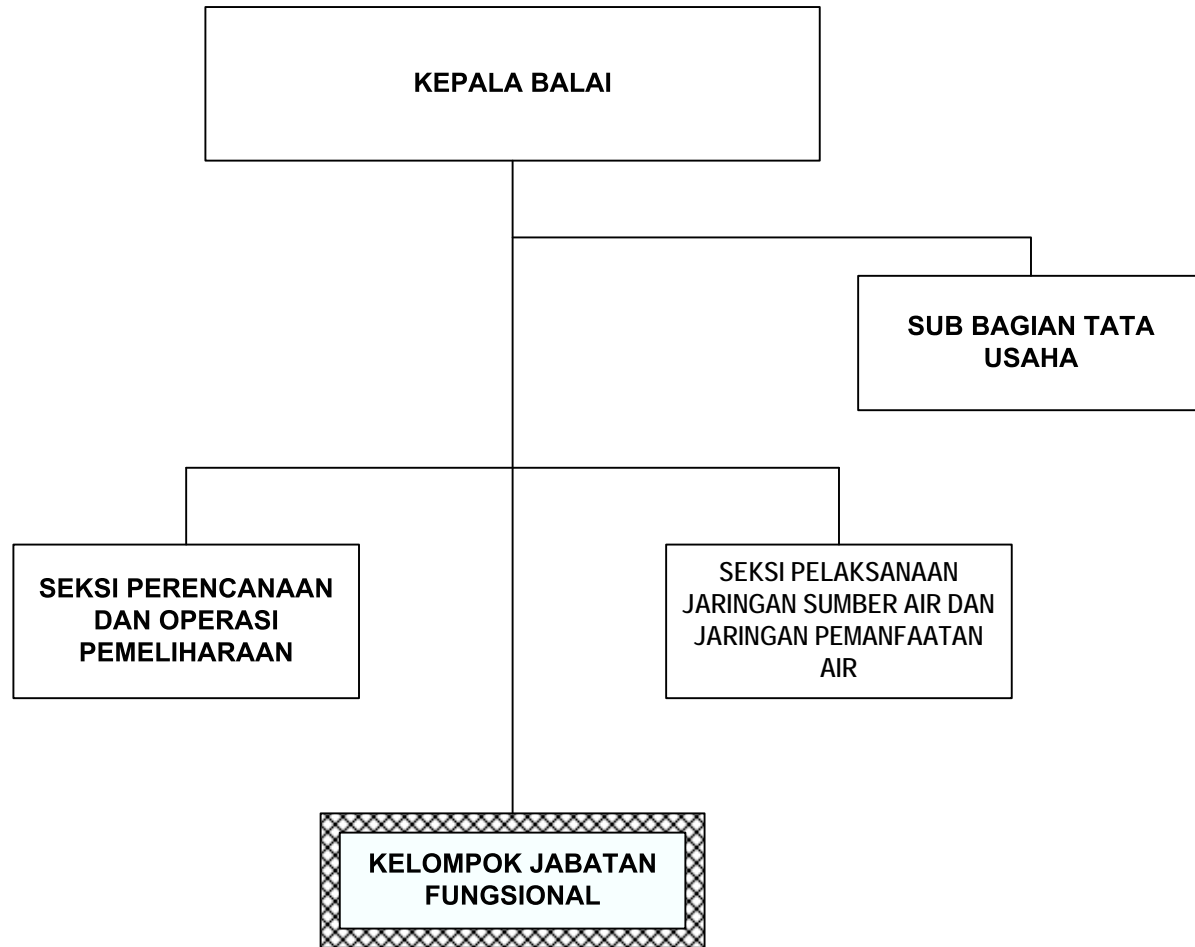 KEPALA BALAI
SUB BAGIAN TATA
USAHA
SEKSI PERENCANAAN
DAN OPERASI
PEMELIHARAAN
SEKSI PELAKSANAAN
JARINGAN SUMBER AIR DAN
JARINGAN PEMANFAATAN
AIR
KELOMPOK JABATAN
FUNGSIONAL